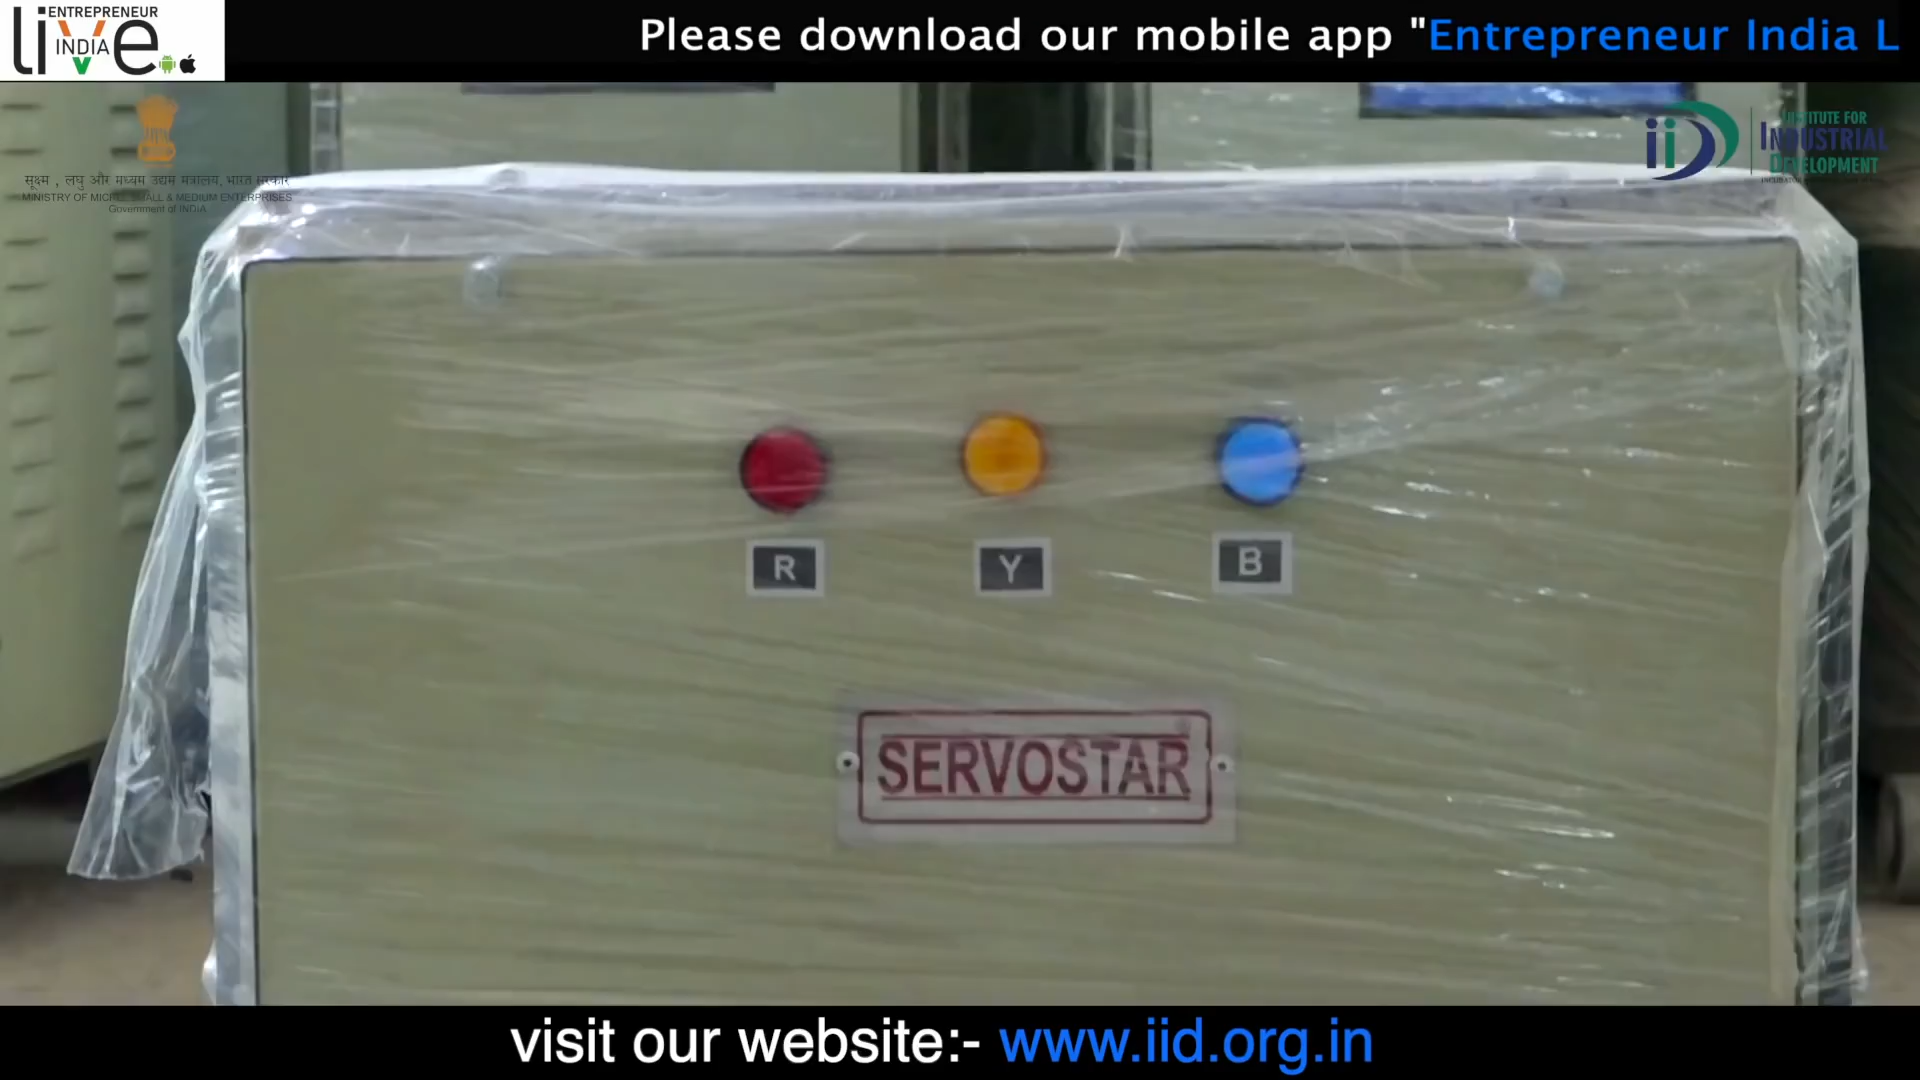 ENTREPRENEUR
live
INDIA
Please download our mobile app "Entrepreneur India L
सूक्ष्म , लघु और मध्यम उद्यम मंत्रालय, भारत सरकार
MINISTRY OF MICRO, SMALL & MEDIUM ENTERPRISES
Government of INDIA
iiD
INSTITUTE FOR
INDUSTRIAL
DEVELOPMENT
R
Y
B
SERVOSTAR
visit our website:- www.iid.org.in